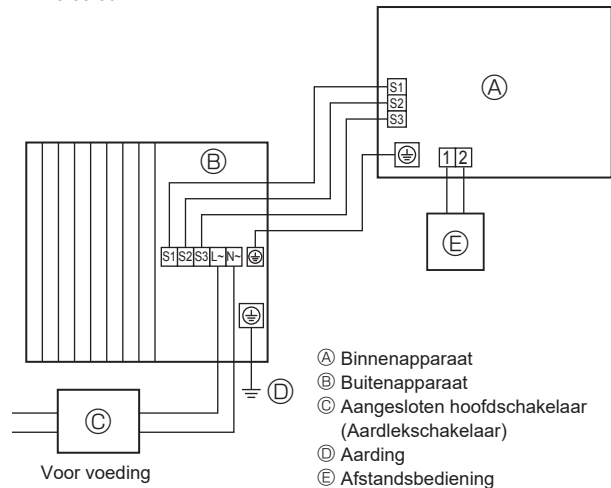 S1
S2
S3
Ⓐ
1 2
Ⓔ
Ⓑ
S1 S2 S3 L~ N~
Ⓓ
Ⓒ
Voor voeding
Ⓐ Binnenapparaat
Ⓑ Buitenapparaat
Ⓒ Aangesloten hoofdschakelaar
(Aardlekschakelaar)
Ⓓ Aarding
Ⓔ Afstandsbediening